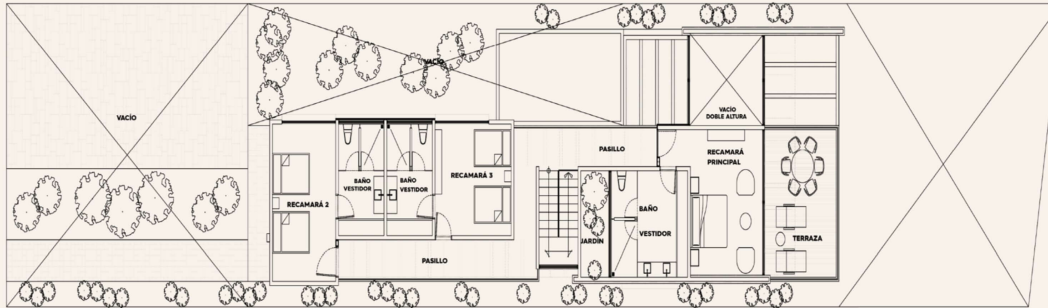 VACÍO
VACÍO
VACÍO
DOBLE ALTURA
PASILLO
RECAMARÁ
PRINCIPAL
RECAMARÁ 3
BAÑO
VESTIDOR
BAÑO
VESTIDOR
RECAMARÁ 2
BAÑO
VESTIDOR
JARDÍN
TERRAZA
PASILLO